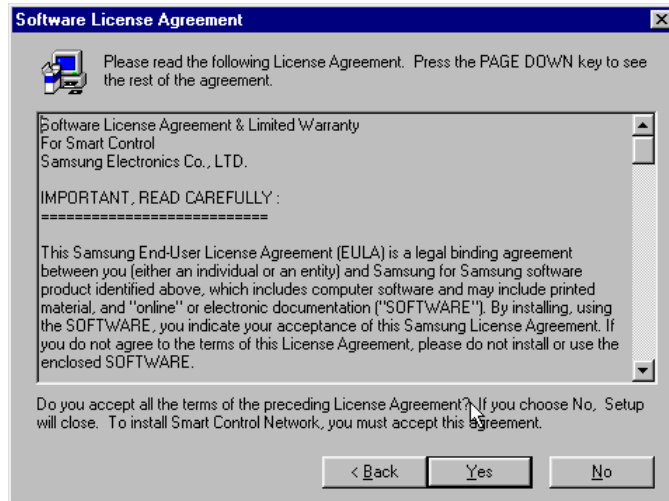 Software License Agreement
Please read the following License Agreement. Press the PAGE DOWN key to see
the rest of the agreement.
Software License Agreement & Limited Warranty
For Smart Control
Samsung Electronics Co., LTD.
IMPORTANT, READ CAREFULLY :
===========================
This Samsung End-User License Agreement (EULA) is a legal binding agreement
between you (either an individual or an entity) and Samsung for Samsung software
product identified above, which includes computer software and may include printed
material, and "online" or electronic documentation ("SOFTWARE"). By installing, using
the SOFTWARE, you indicate your acceptance of this Samsung License Agreement. If
you do not agree to the terms of this License Agreement, please do not install or use the
enclosed SOFTWARE.
Do you accept all the terms of the preceding License Agreement? If you choose No, Setup
will close. To install Smart Control Network, you must accept this agreement.
< Back Yes No